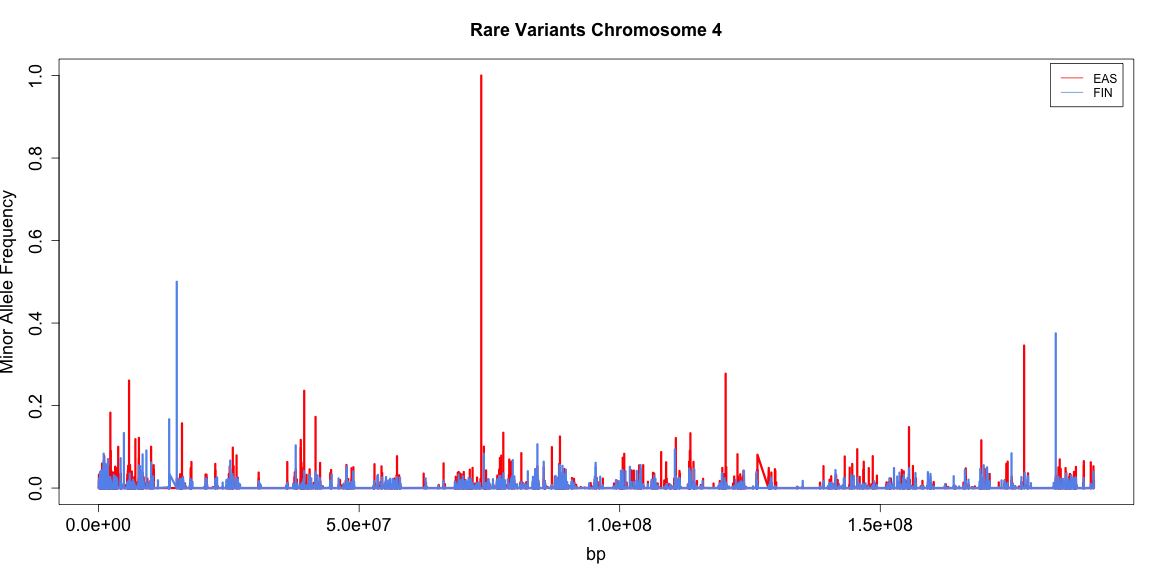 Rare Variants Chromosome 4
EAS
FIN
Minor Allele Frequency
1.0
0.8
0.6
0.4
0.2
0.0
0.0e+00 5.0e+07 1.0e+08 1.5e+08
bp